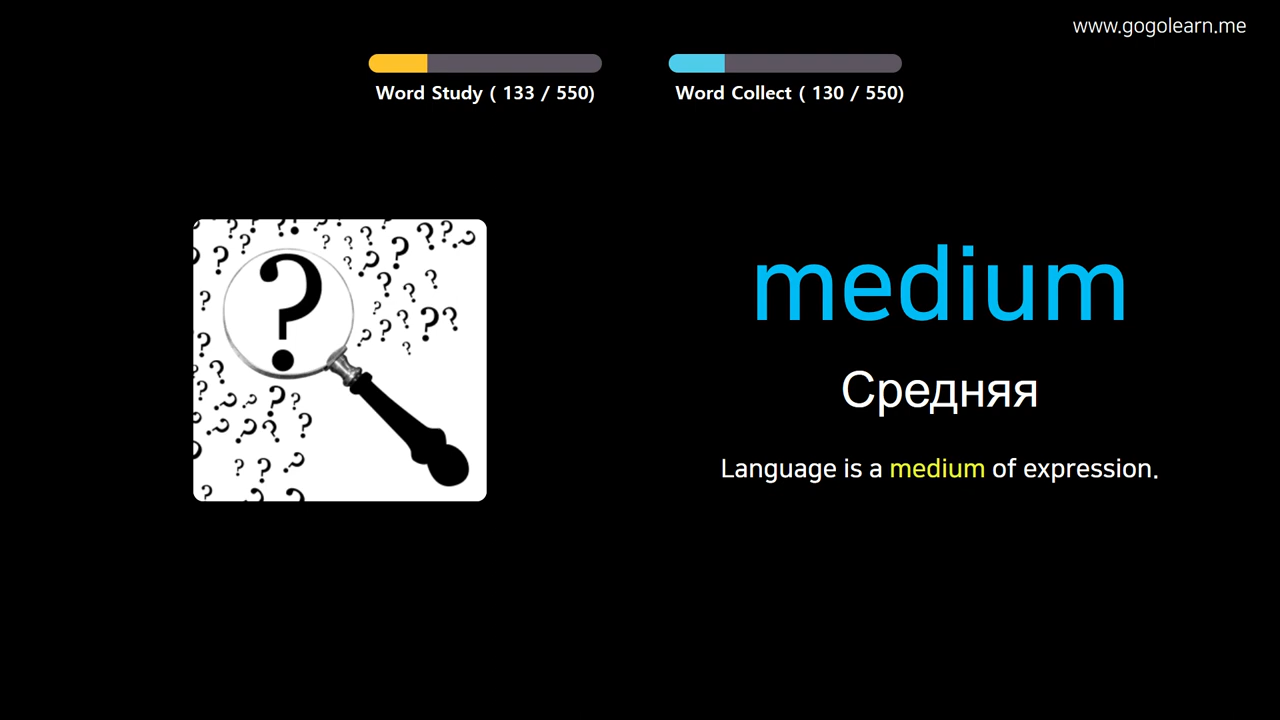 www.gogolearn.me
Word Study ( 133 / 550)
Word Collect ( 130 / 550)
medium
Средняя
Language is a medium of expression.